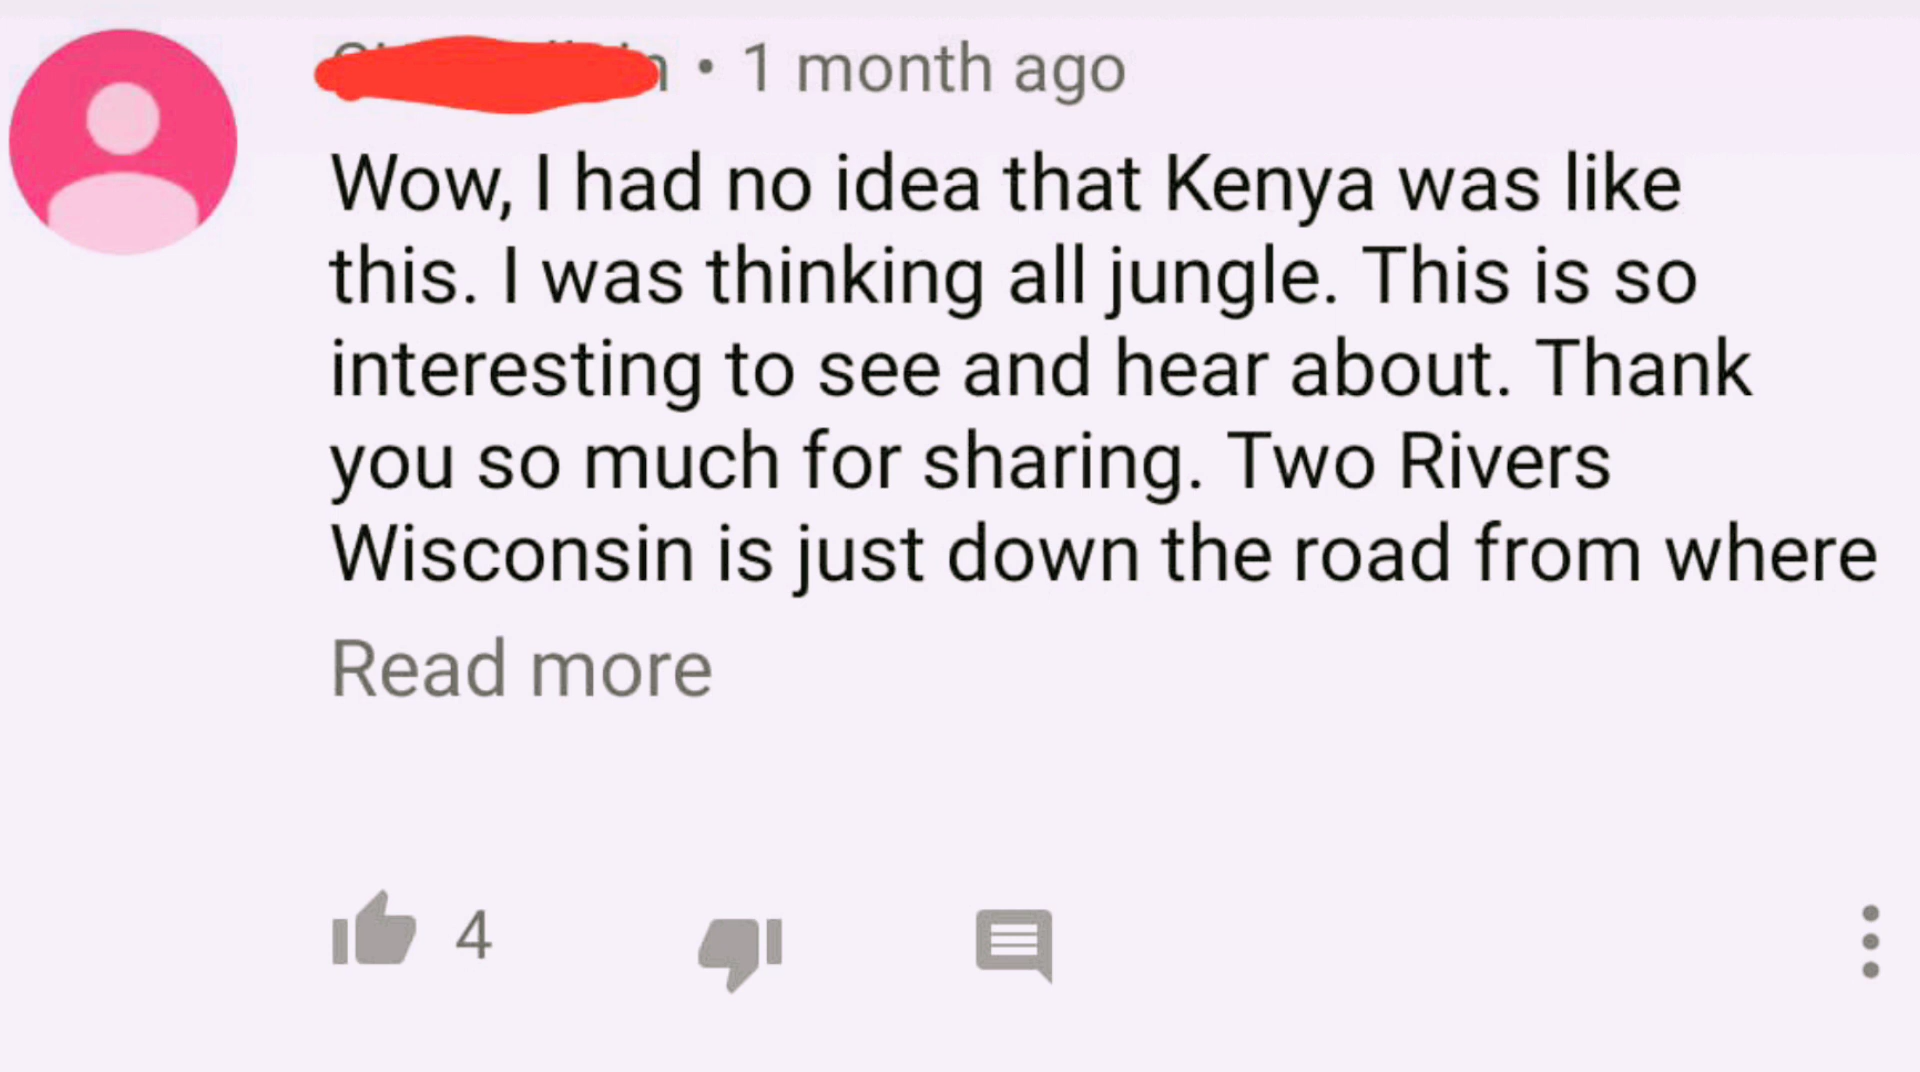 • 1 month ago
Wow, I had no idea that Kenya was like
this. I was thinking all jungle. This is so
interesting to see and hear about. Thank
you so much for sharing. Two Rivers
Wisconsin is just down the road from where
Read more
4